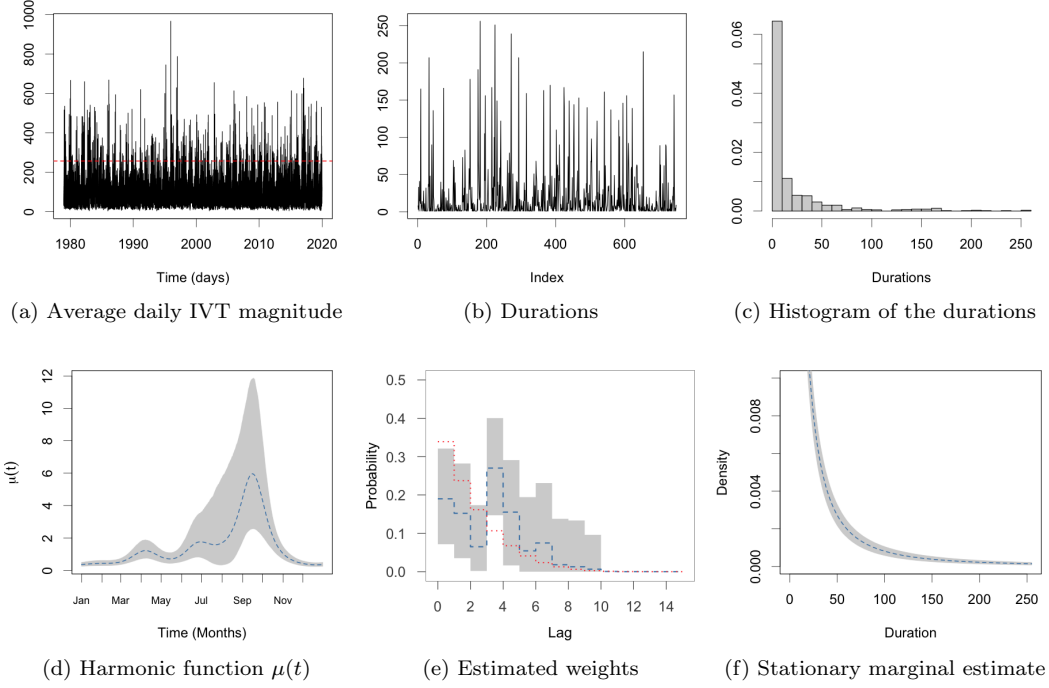 0 200 400 600 800 1000
1980 1990 2000 2010 2020
Time (days)
(a) Average daily IVT magnitude
0 50 100 150 200 250
0 200 400 600
Index
(b) Durations
0.00 0.02 0.04 0.06
0 50 100 150 200 250
Durations
(c) Histogram of the durations
μ(t)
0 2 4 6 8 10 12
Jan Mar May Jul Sep Nov
Time (Months)
(d) Harmonic function μ(t)
Probability
0.0 0.1 0.2 0.3 0.4 0.5
0 2 4 6 8 10 12 14
Lag
(e) Estimated weights
Density
0.000 0.004 0.008
0 50 100 150 200 250
Duration
(f) Stationary marginal estimate